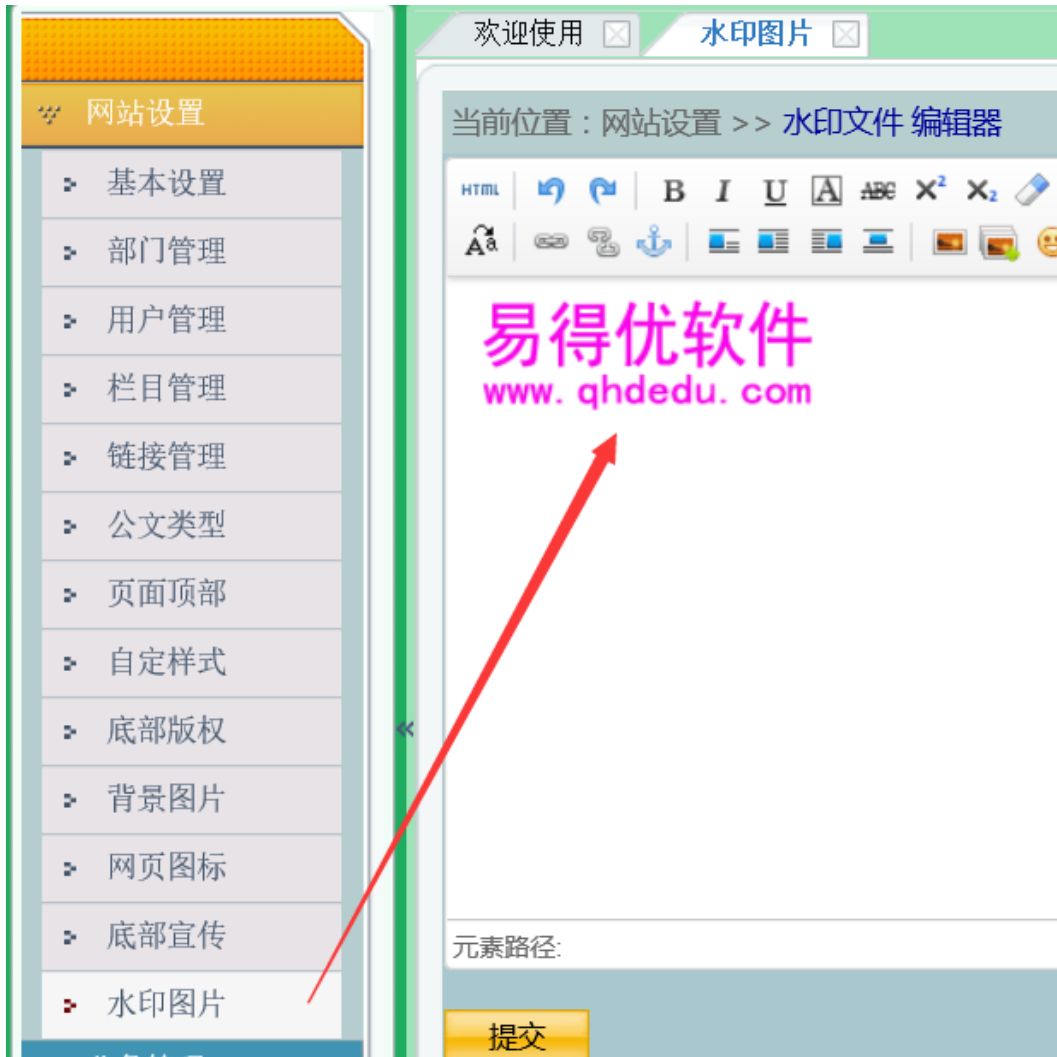 欢迎使用
水印图片
网站设置
基本设置
部门管理
用户管理
栏目管理
链接管理
公文类型
页面顶部
自定样式
底部版权
背景图片
网页图标
底部宣传
水印图片
当前位置：网站设置 >> 水印文件 编辑器
HTML B I U A ABC X² X₂
Aa
易得优软件
www.qhdedu.com
元素路径:
提交